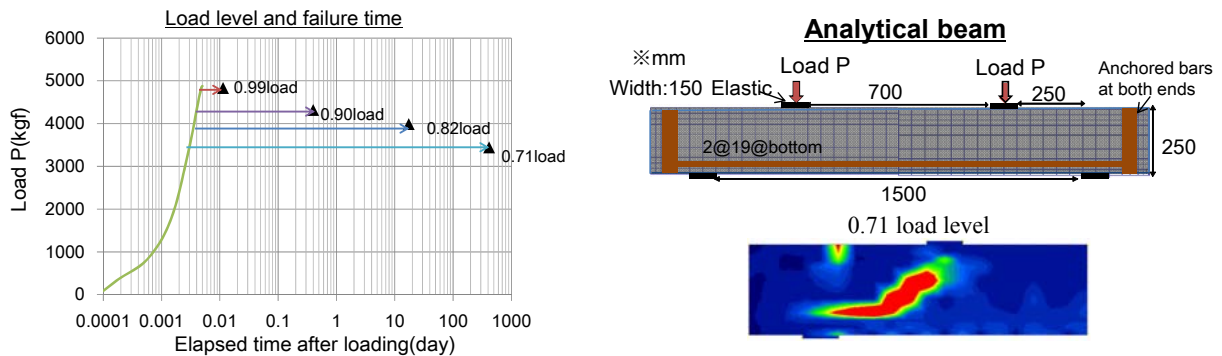 Load level and failure time
6000
5000
4000
3000
2000
1000
0
Load P(kgf)
0.99load
0.90load
0.82load
0.71load
0.0001 0.001 0.01 0.1 1 10 100 1000
Elapsed time after loading(day)
Analytical beam
※mm
Width:150 Elastic
Load P
Load P
Anchored bars
at both ends
700
250
2@19@bottom
250
1500
0.71 load level